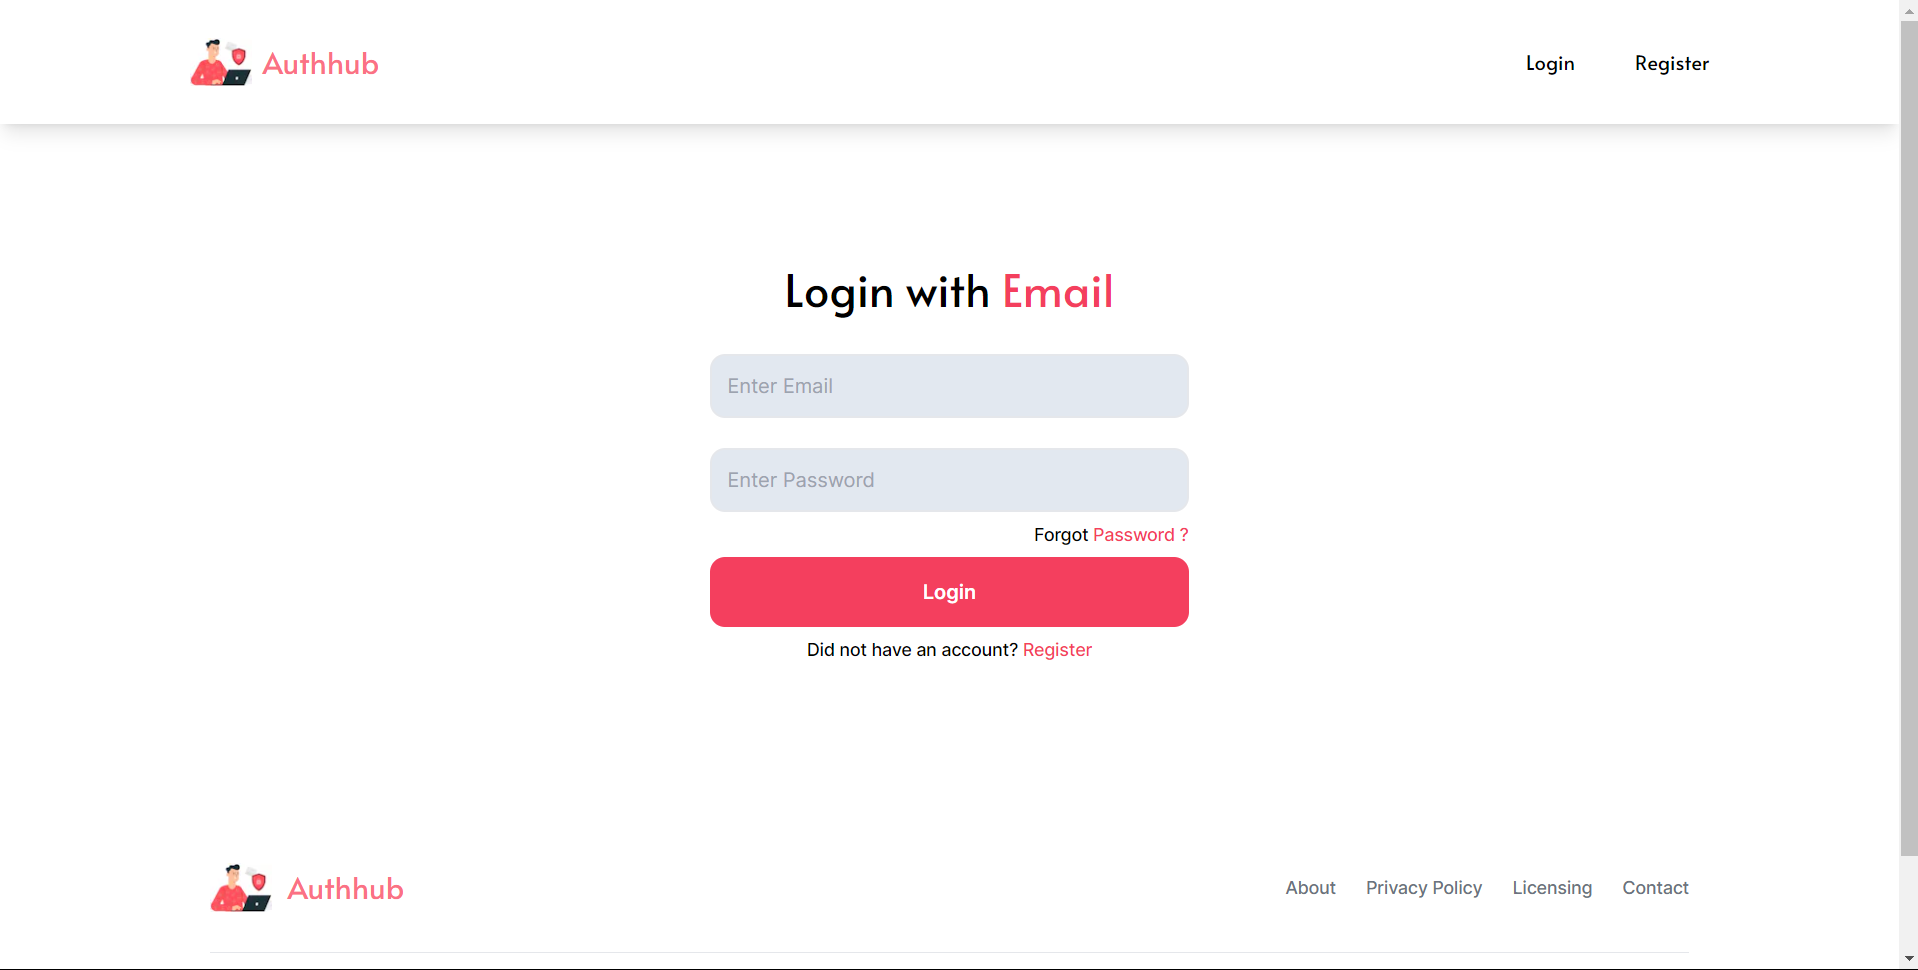 Authhub
Login Register
Login with Email
Enter Email
Enter Password
Forgot Password ?
Login
Did not have an account? Register
Authhub
About Privacy Policy Licensing Contact